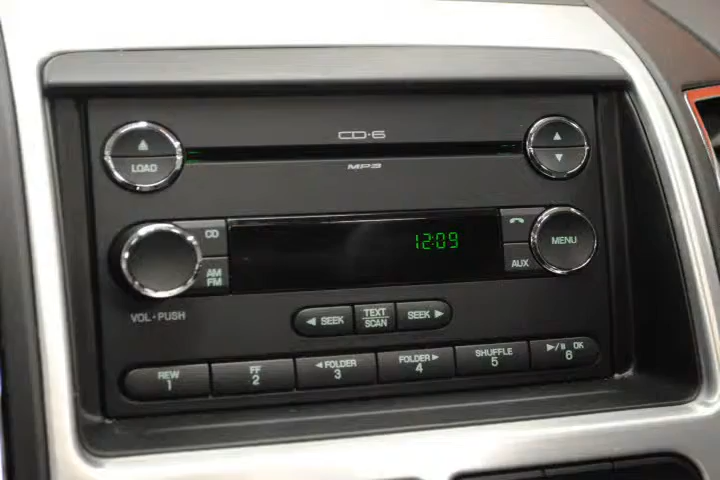 CD·6
LOAD
MP3
CD
12:09
MENU
AM
FM
AUX
VOL·PUSH
◀ SEEK
TEXT
SCAN
SEEK ▶
REW
1
FF
2
◀ FOLDER
3
FOLDER ▶
4
SHUFFLE
5
▶/II OK
6